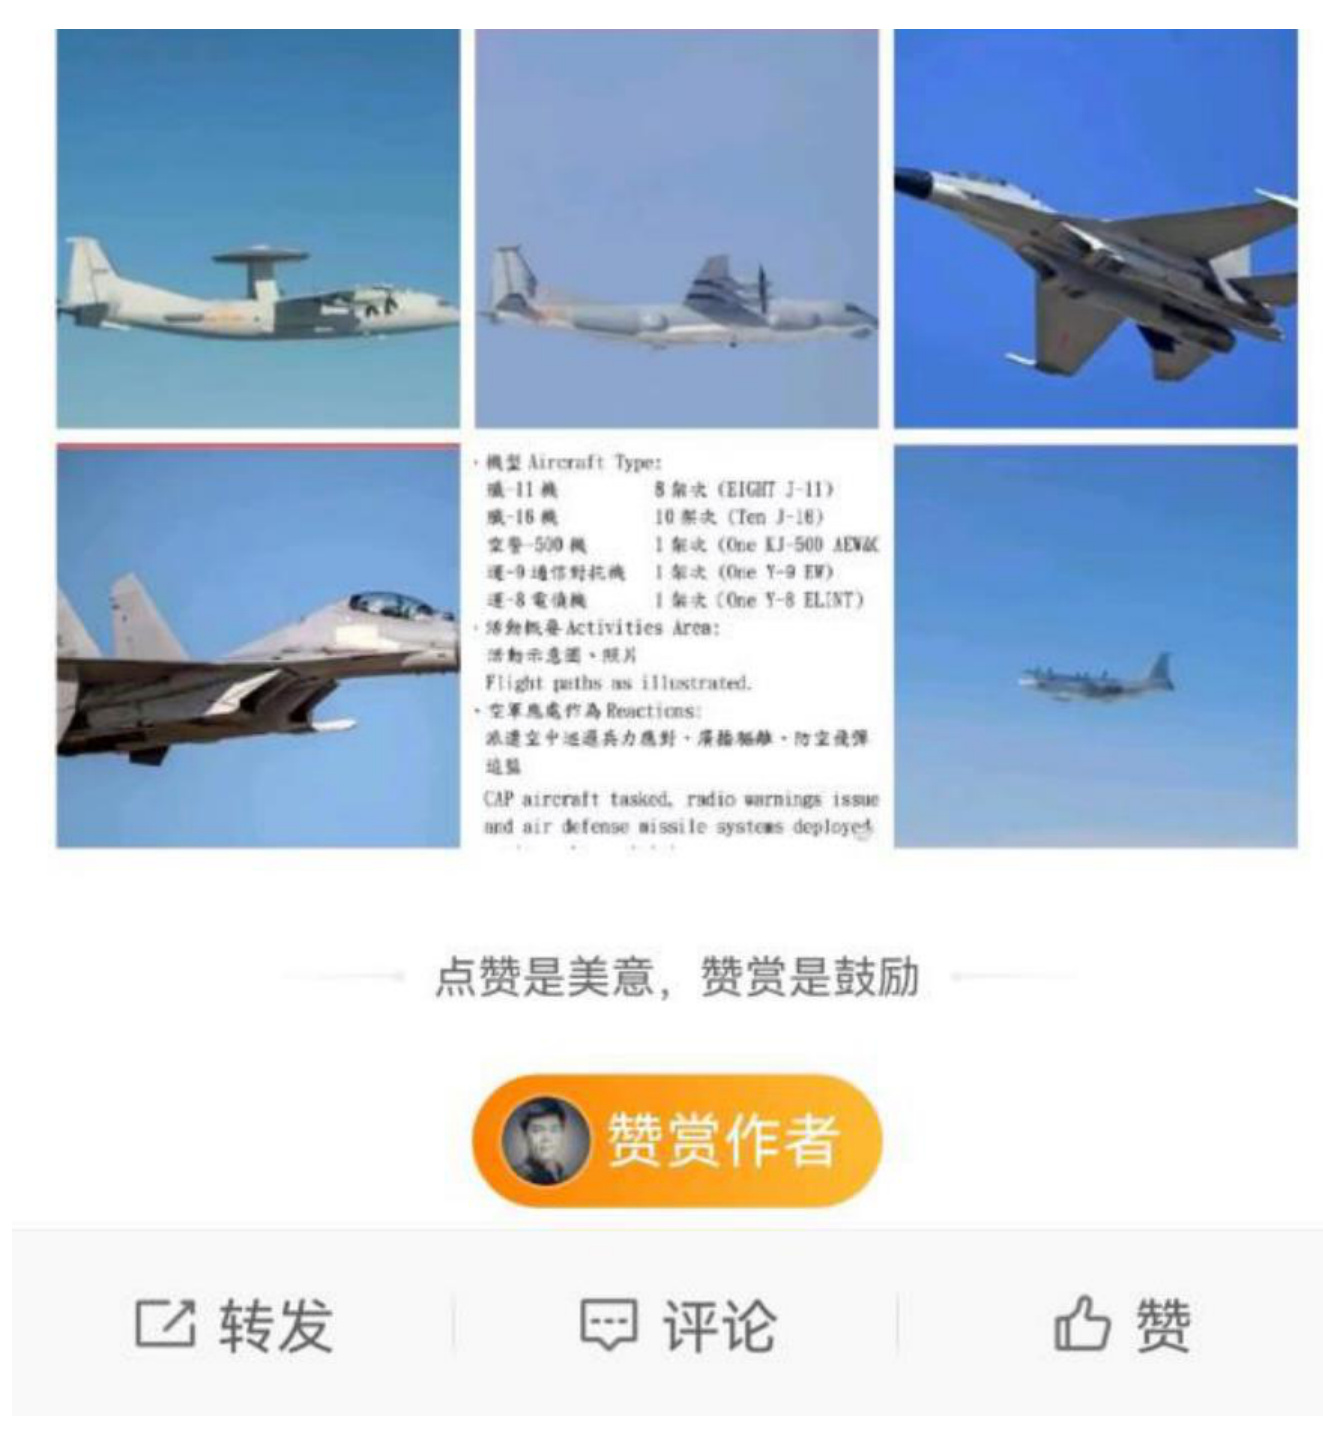 · 機型 Aircraft Type:
殲-11 機 8 架次 (EIGHT J-11)
殲-16 機 10 架次 (Ten J-16)
空警-500 機 1 架次 (One KJ-500 AEW&C
運-9 通信對抗機 1 架次 (One Y-9 EW)
運-8 電偵機 1 架次 (One Y-8 ELINT)
· 活動概要 Activities Area:
活動示意圖、照片
Flight paths as illustrated.
、空軍應處作為 Reactions:
派遣空中巡邏兵力應對、廣播驅離、防空飛彈
追監
CAP aircraft tasked, radio warnings issue
and air defense missile systems deployed
点赞是美意，赞赏是鼓励
赞赏作者
转发 评论 赞